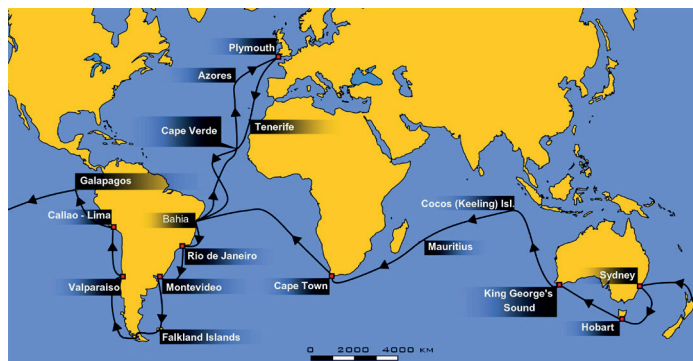 Plymouth
Azores
Cape Verde
Tenerife
Galapagos
Callao - Lima
Bahia
Cocos (Keeling) Isl.
Mauritius
Rio de Janeiro
Sydney
Valparaiso
Montevideo
Cape Town
King George's
Sound
Hobart
Falkland Islands
0 2000 4000 KM